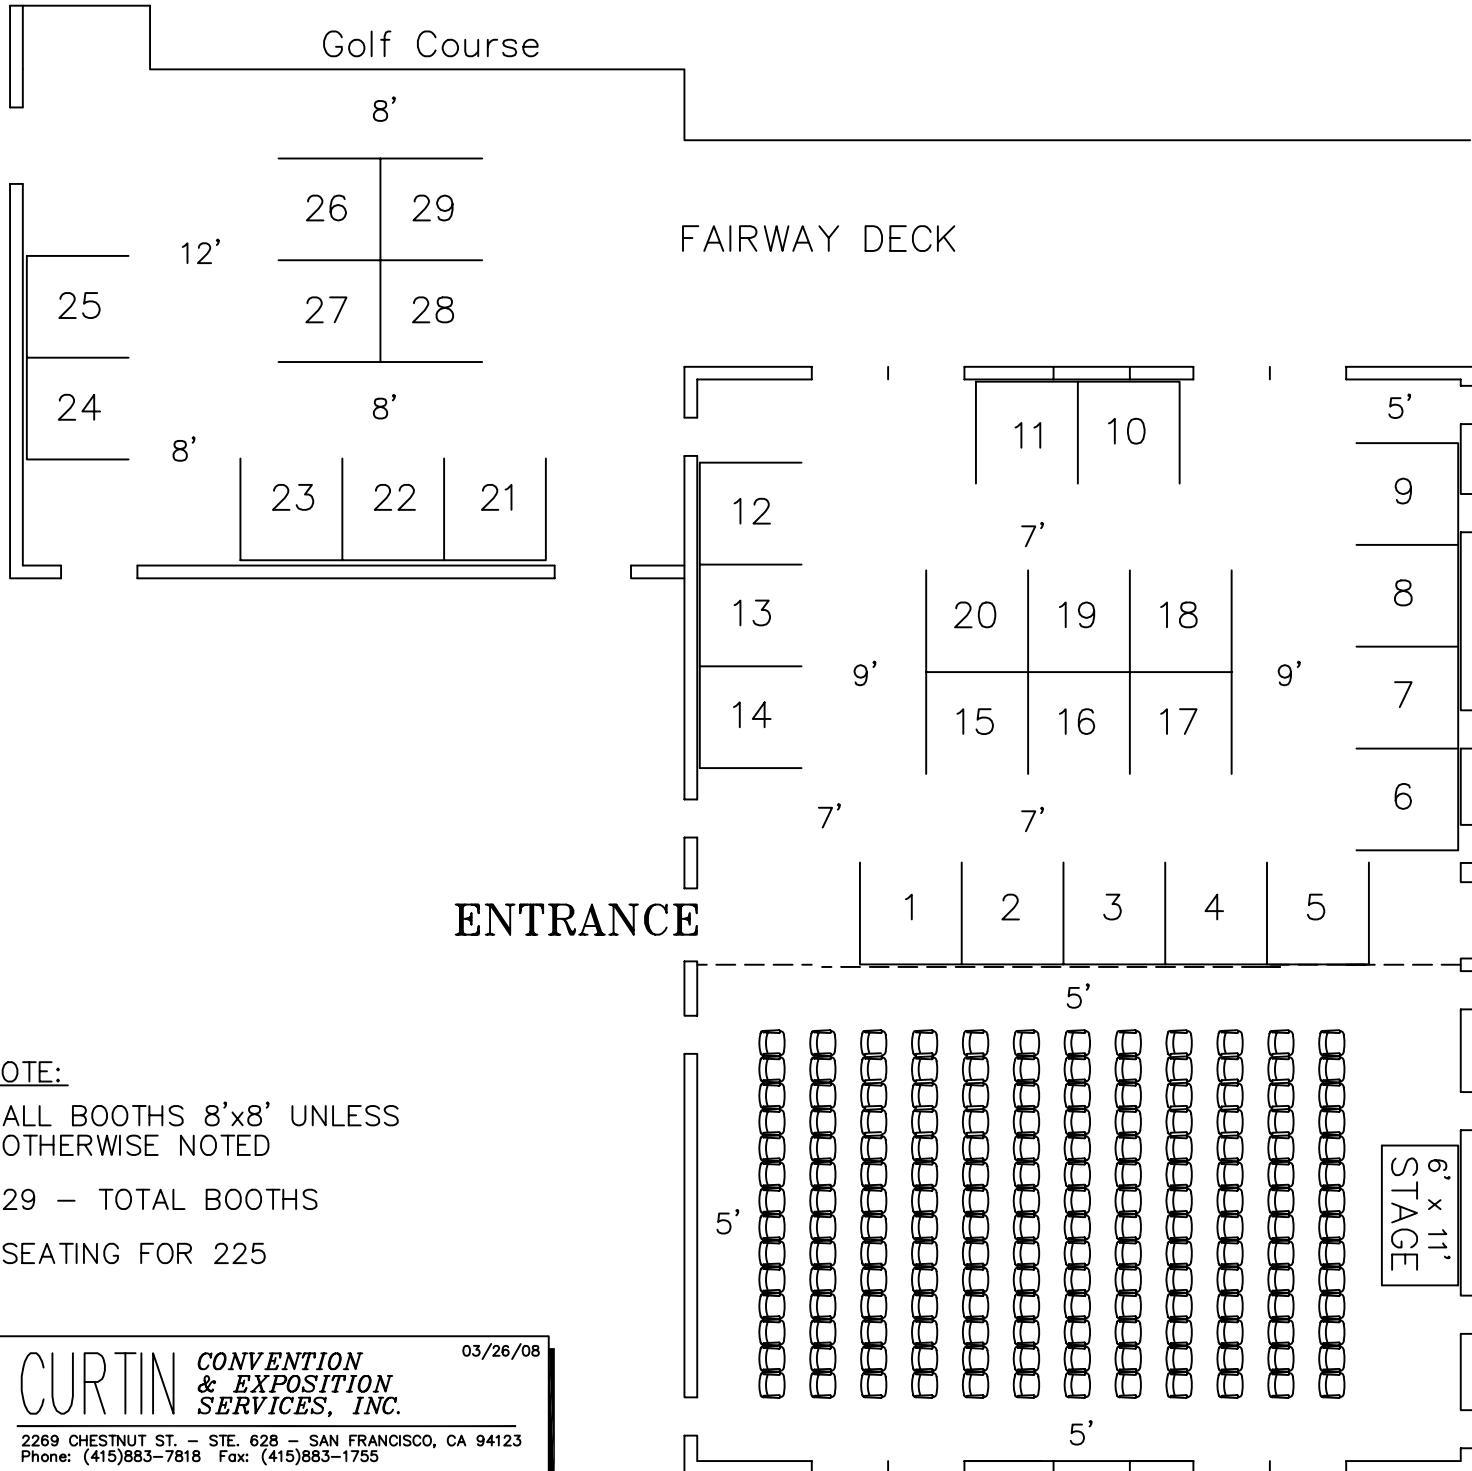 Golf Course
8’
26 29
FAIRWAY DECK
12’
25
27 28
24
8’
8’
23 22 21
11 10
5’
9
12
7’
8
13
20 19 18
9’
9’
7
14
15 16 17
6
7’
7’
1 2 3 4 5
ENTRANCE
5’
OTE:
ALL BOOTHS 8’x8’ UNLESS
OTHERWISE NOTED
29 – TOTAL BOOTHS
SEATING FOR 225
5’
6’ x 11’
STAGE
03/26/08
CURTIN
CONVENTION
& EXPOSITION
SERVICES, INC.
2269 CHESTNUT ST. – STE. 628 – SAN FRANCISCO, CA 94123
Phone: (415)883–7818 Fax: (415)883–1755
5’